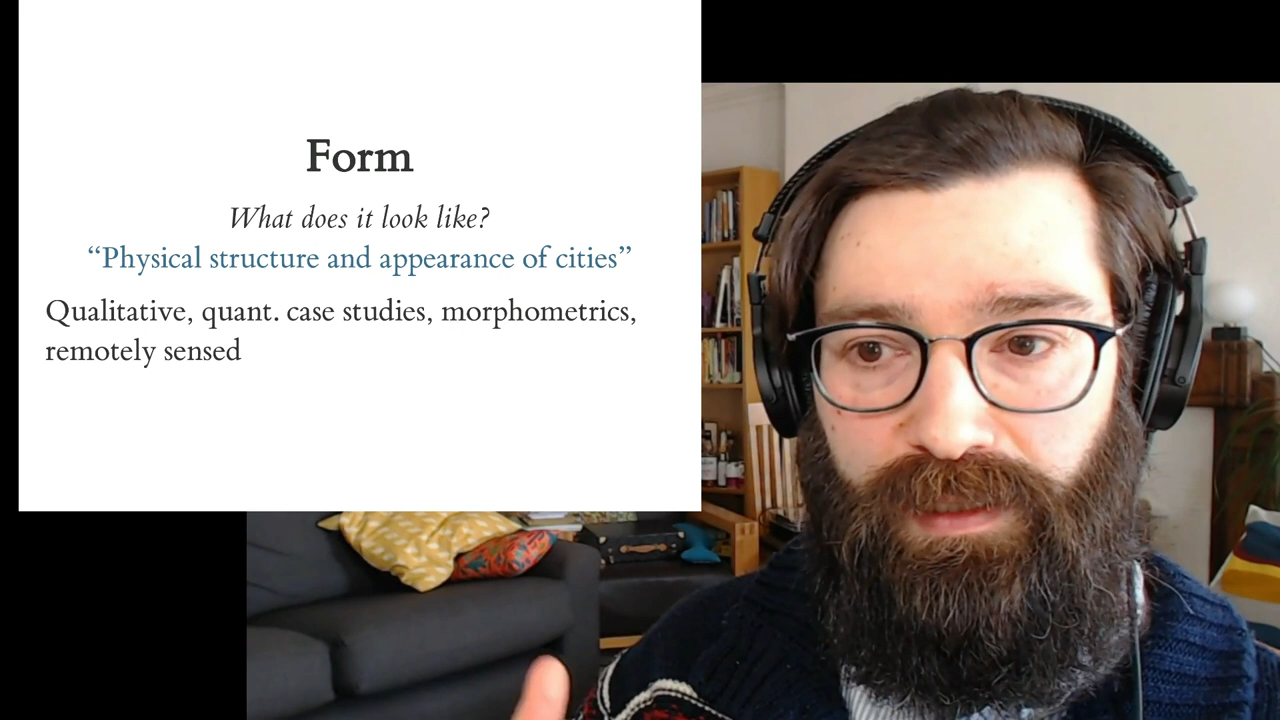 Form
What does it look like?
“Physical structure and appearance of cities”
Qualitative, quant. case studies, morphometrics,
remotely sensed